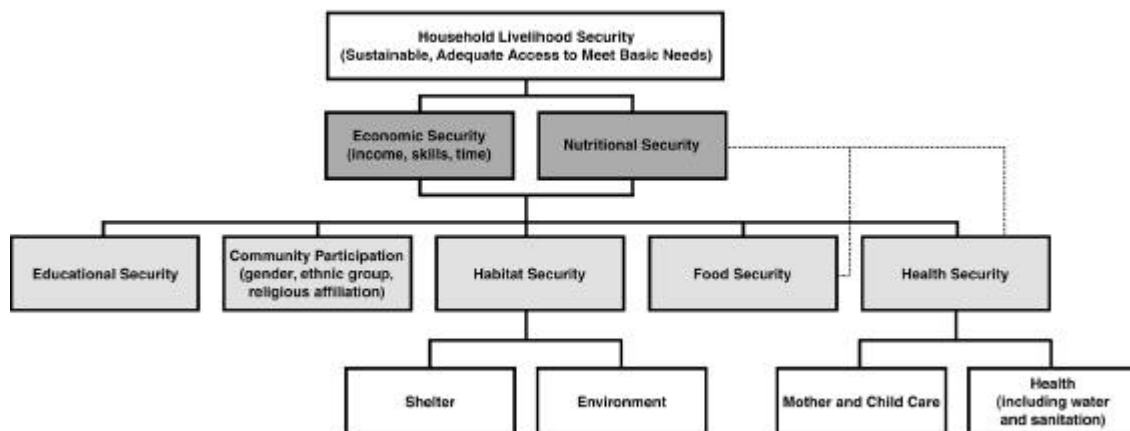 Household Livelihood Security
(Sustainable, Adequate Access to Meet Basic Needs)
Economic Security
(income, skills, time)
Nutritional Security
Educational Security
Community Participation
(gender, ethnic group,
religious affiliation)
Habitat Security
Food Security
Health Security
Shelter
Environment
Mother and Child Care
Health
(including water
and sanitation)